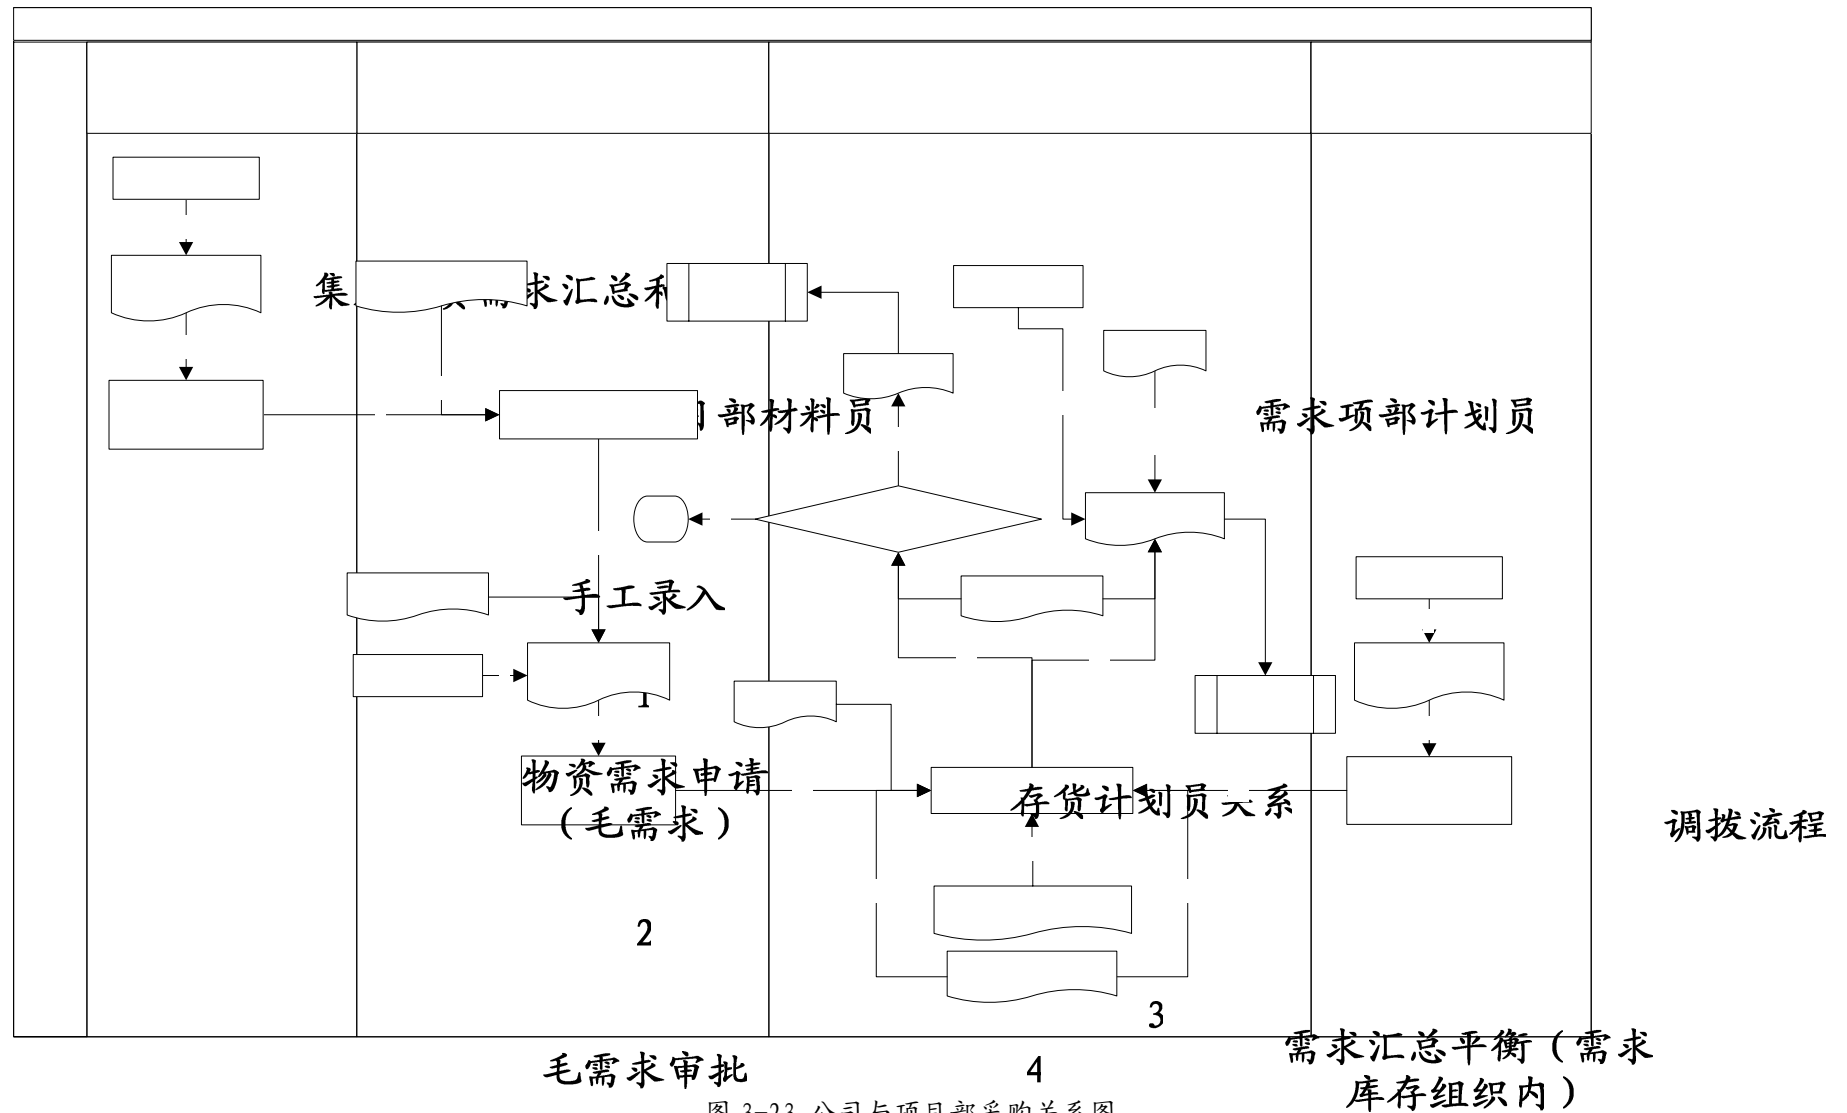 集
需求汇总和
部材料员
需求项部计划员
手工录入
1
物资需求申请
（毛需求）
存货计划员关系
调拨流程
2
3
需求汇总平衡（需求
库存组织内）
毛需求审批
4
图 3-23 公司与项目部采购关系图